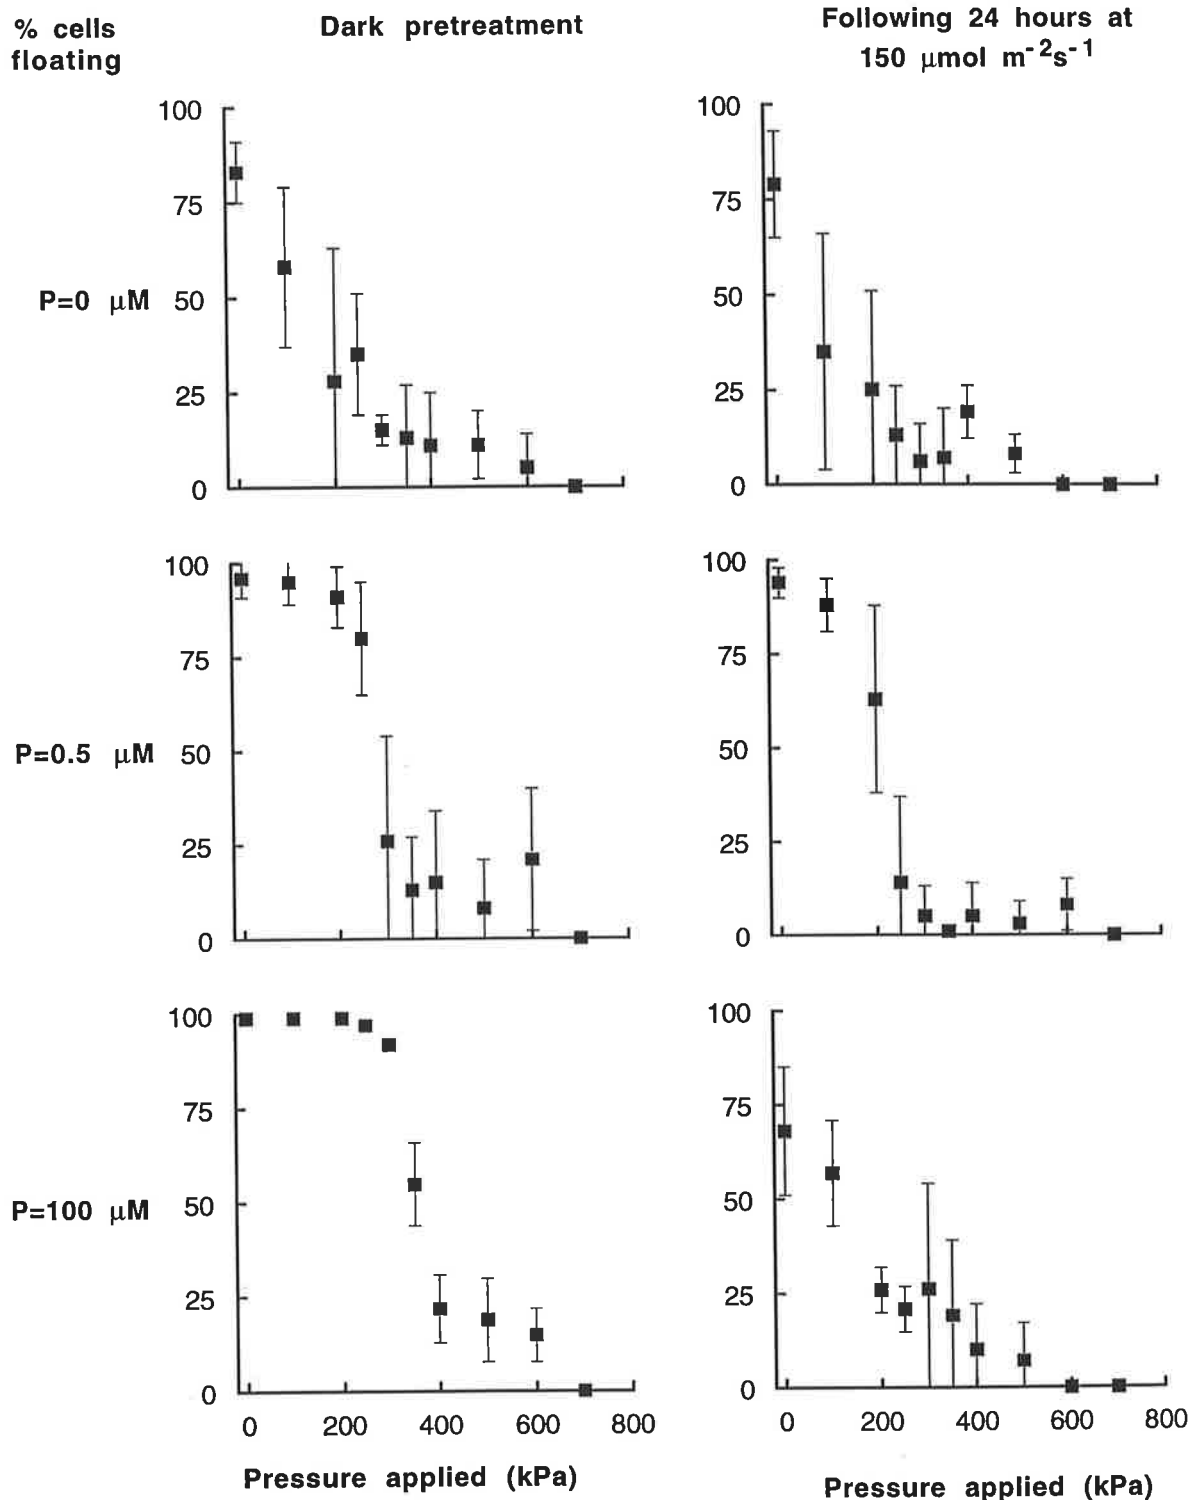 % cells
floating
Dark pretreatment
Following 24 hours at
150 μmol m⁻²s⁻¹
P=0 μM
100
75
50
25
0
100
75
50
25
0
P=0.5 μM
100
75
50
25
0
100
75
50
25
0
P=100 μM
100
75
50
25
0
0 200 400 600 800
Pressure applied (kPa)
100
75
50
25
0
0 200 400 600 800
Pressure applied (kPa)